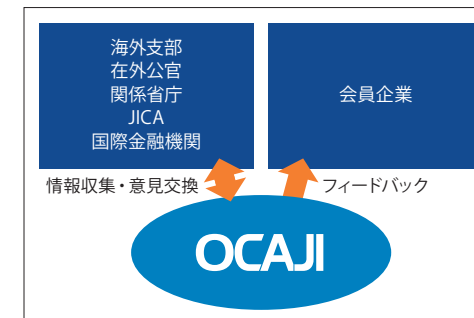 海外支部
在外公官
関係省庁
JICA
国際金融機関
会員企業
情報収集・意見交換
フィードバック
OCAJI